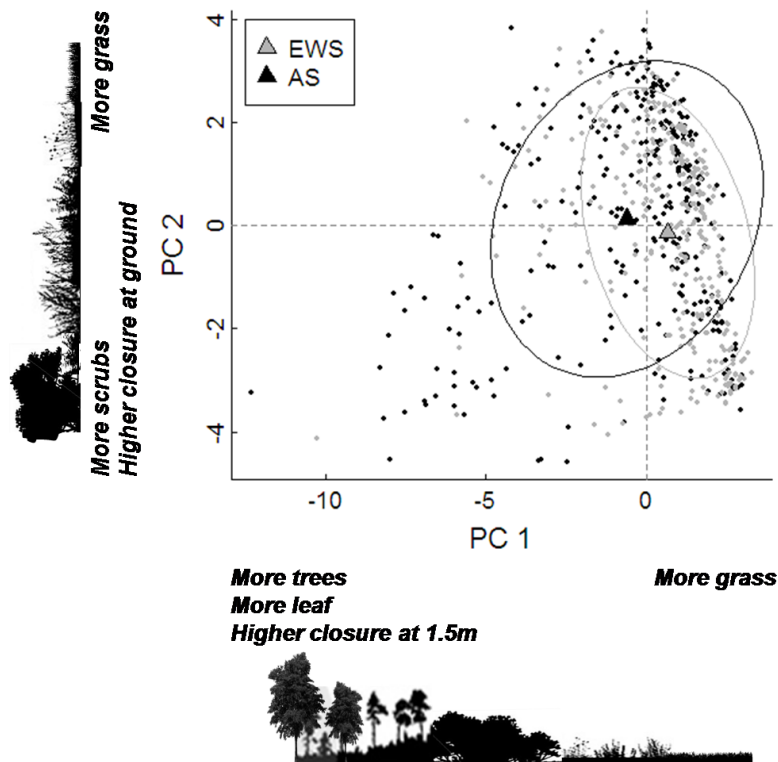 More grass
More scrubs
Higher closure at ground
EWS
AS
4
2
0
-2
-4
PC 2
-10
-5
0
PC 1
More trees
More leaf
Higher closure at 1.5m
More grass